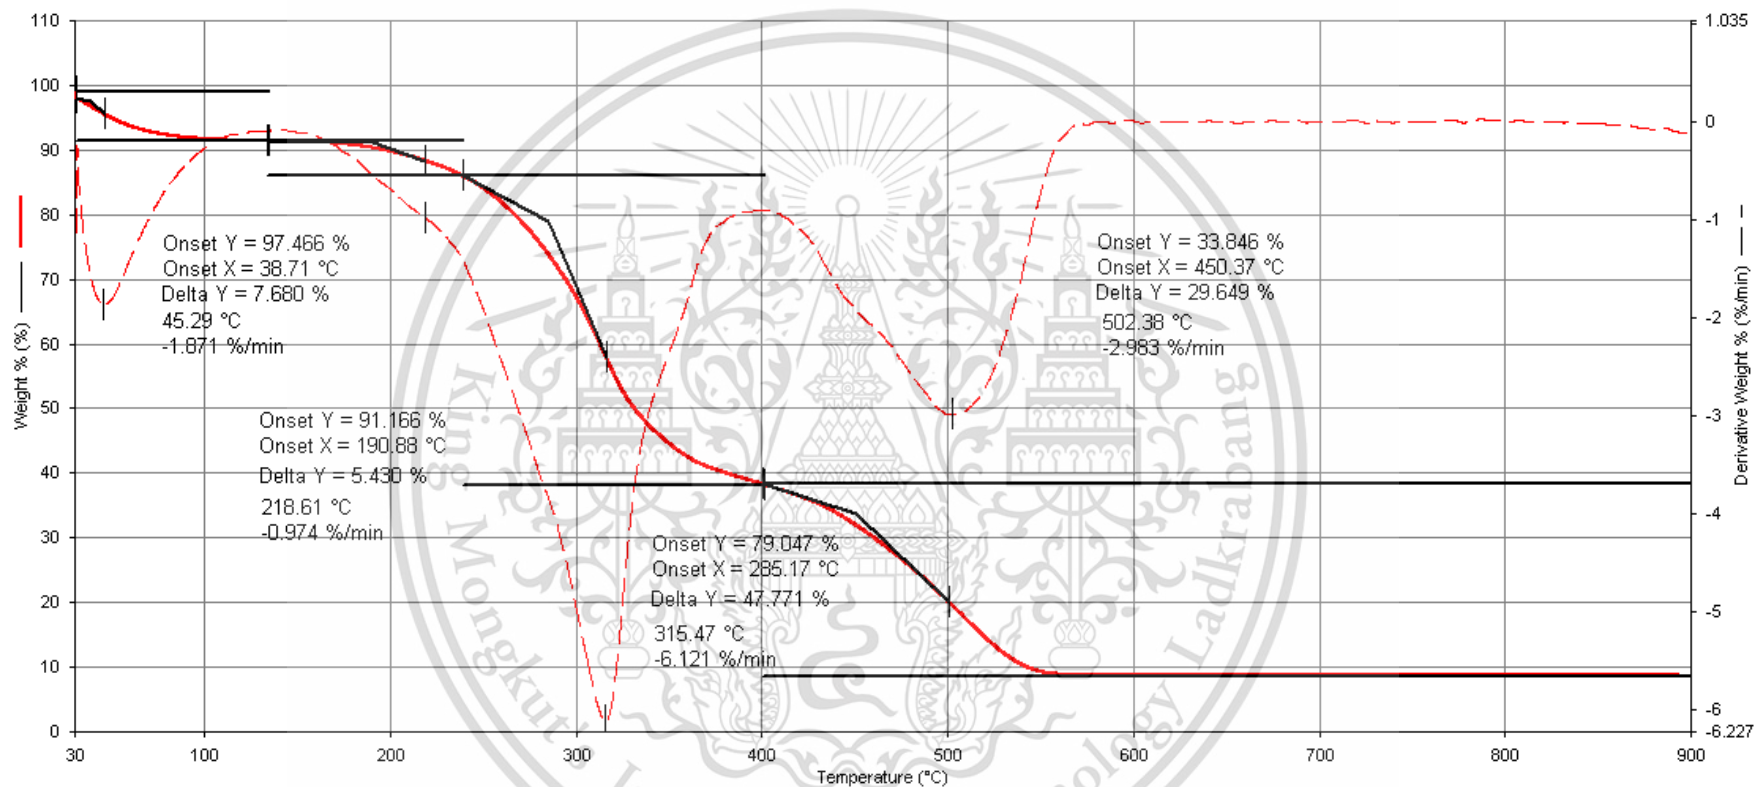 110
100
90
80
70
60
50
40
30
20
10
0
Weight % (%)
Onset Y = 97.466 %
Onset X = 38.71 °C
Delta Y = 7.680 %
45.29 °C
-1.871 %/min
Onset Y = 91.166 %
Onset X = 190.88 °C
Delta Y = 5.430 %
218.61 °C
-0.974 %/min
Onset Y = 79.047 %
Onset X = 285.17 °C
Delta Y = 47.771 %
315.47 °C
-6.121 %/min
Onset Y = 33.846 %
Onset X = 450.37 °C
Delta Y = 29.649 %
502.38 °C
-2.983 %/min
1.035
0
-1
-2
-3
-4
-5
-6
-6.227
Derivative Weight % (%/min)
30 100 200 300 400 500 600 700 800 900
Temperature (°C)
King Mongkut's
nology Ladkrabang